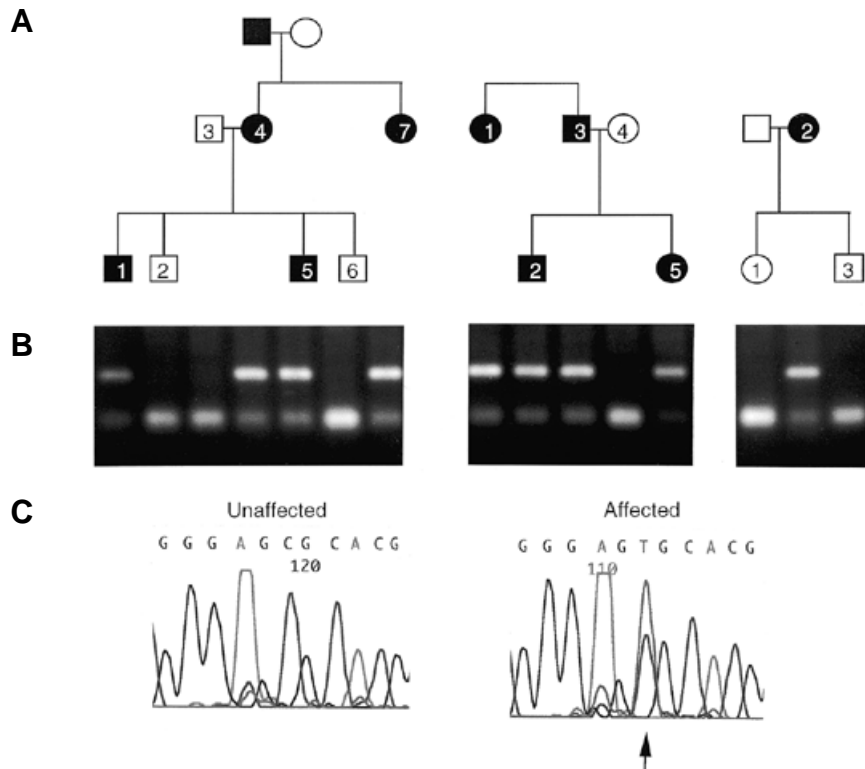 A
3 4 7 1 3 4 2
1 2 5 6 2 5 1 3
B
C
Unaffected Affected
G G G A G C G C A C G
120
G G G A G T G C A C G
110